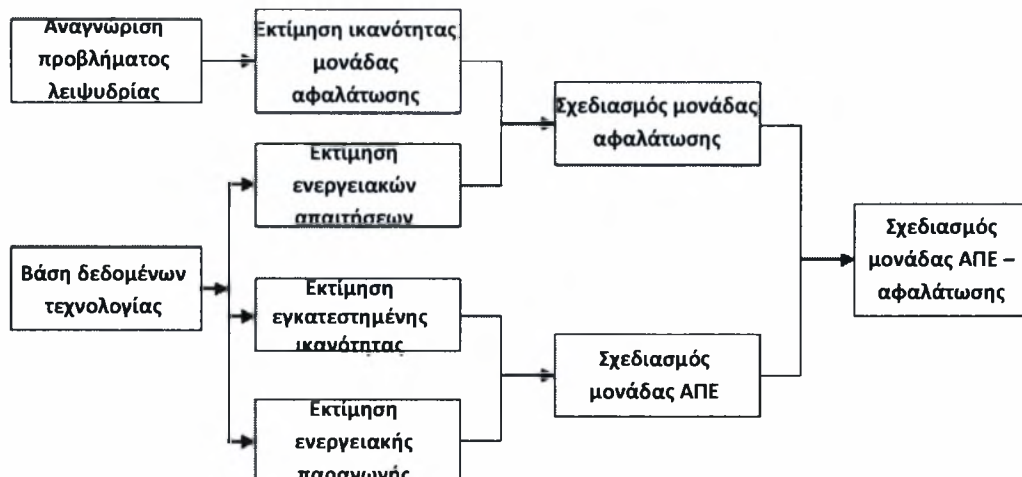 Αναγνώριση
προβλήματος
λειψυδρίας
Εκτίμηση ικανότητας
μονάδας
αφαλάτωσης
Εκτίμηση
ενεργειακών
απαιτήσεων
Βάση δεδομένων
τεχνολογίας
Εκτίμηση
εγκατεστημένης
ικανότητας
Εκτίμηση
ενεργειακής
παραγωγής
Σχεδιασμός μονάδας
αφαλάτωσης
Σχεδιασμός
μονάδας ΑΠΕ
Σχεδιασμός
μονάδας ΑΠΕ –
αφαλάτωσης